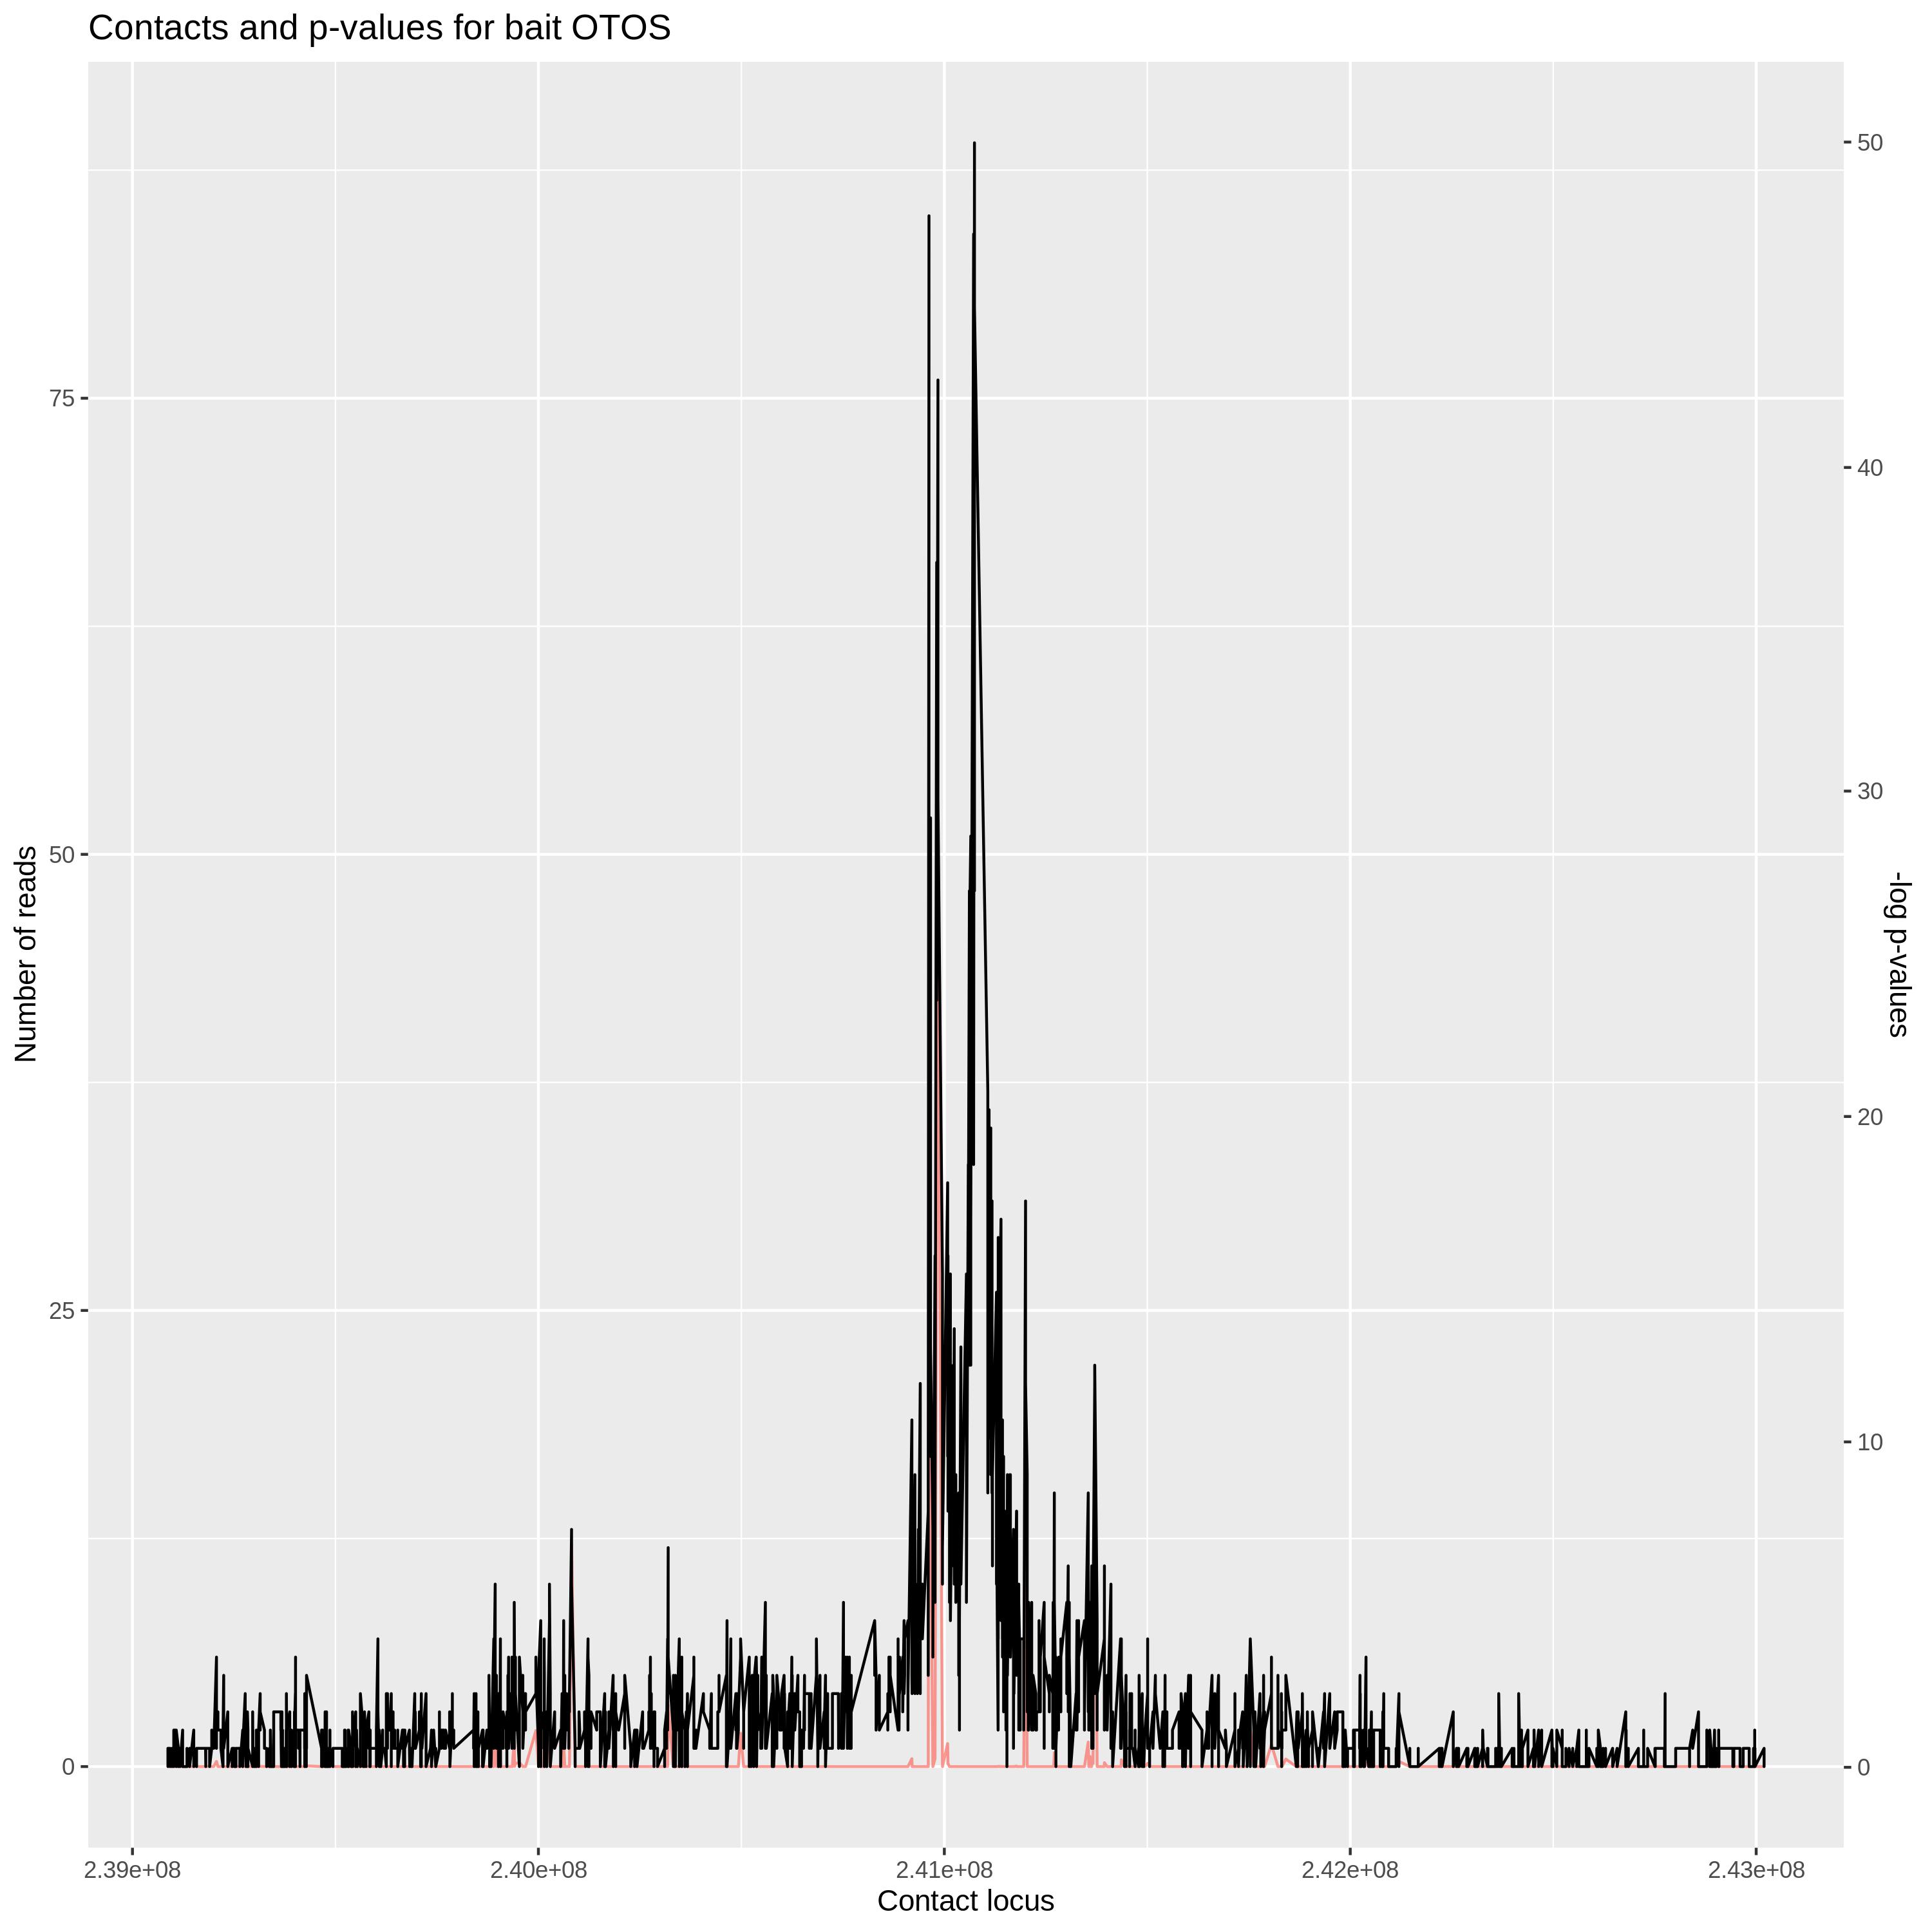 Contacts and p-values for bait OTOS
Number of reads
75
50
25
0
50
40
30
20
10
0
-log p-values
2.39e+08 2.40e+08 2.41e+08 2.42e+08 2.43e+08
Contact locus